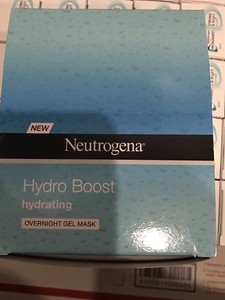 NEW
Neutrogena®
Hydro Boost
hydrating
OVERNIGHT GEL MASK